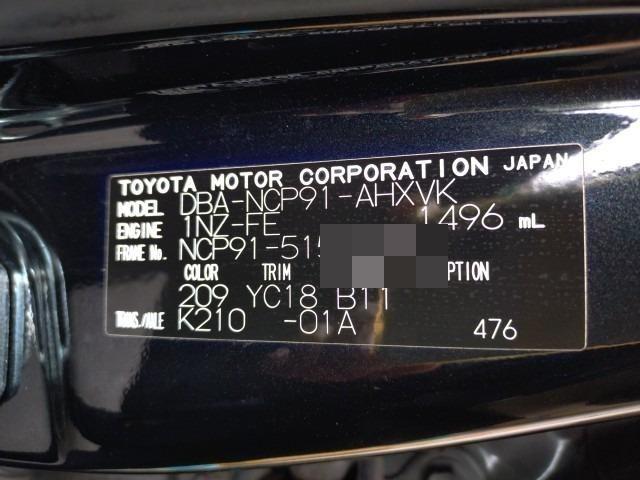 TOYOTA MOTOR CORPORATION JAPAN
MODEL DBA-NCP91-AHXVK
ENGINE 1NZ-FE 1496 mL
FRAME No. NCP91-515
COLOR TRIM PTION
209 YC18 B11
TRANS./AXLE K210 -01A 476